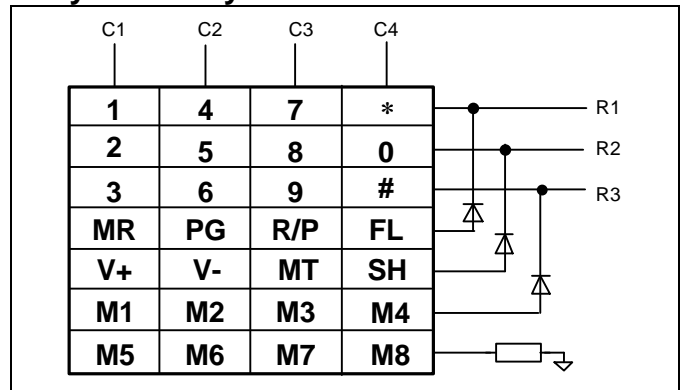 C1 C2 C3 C4
1 4 7 * R1
2 5 8 0 R2
3 6 9 # R3
MR PG R/P FL
V+ V- MT SH
M1 M2 M3 M4
M5 M6 M7 M8